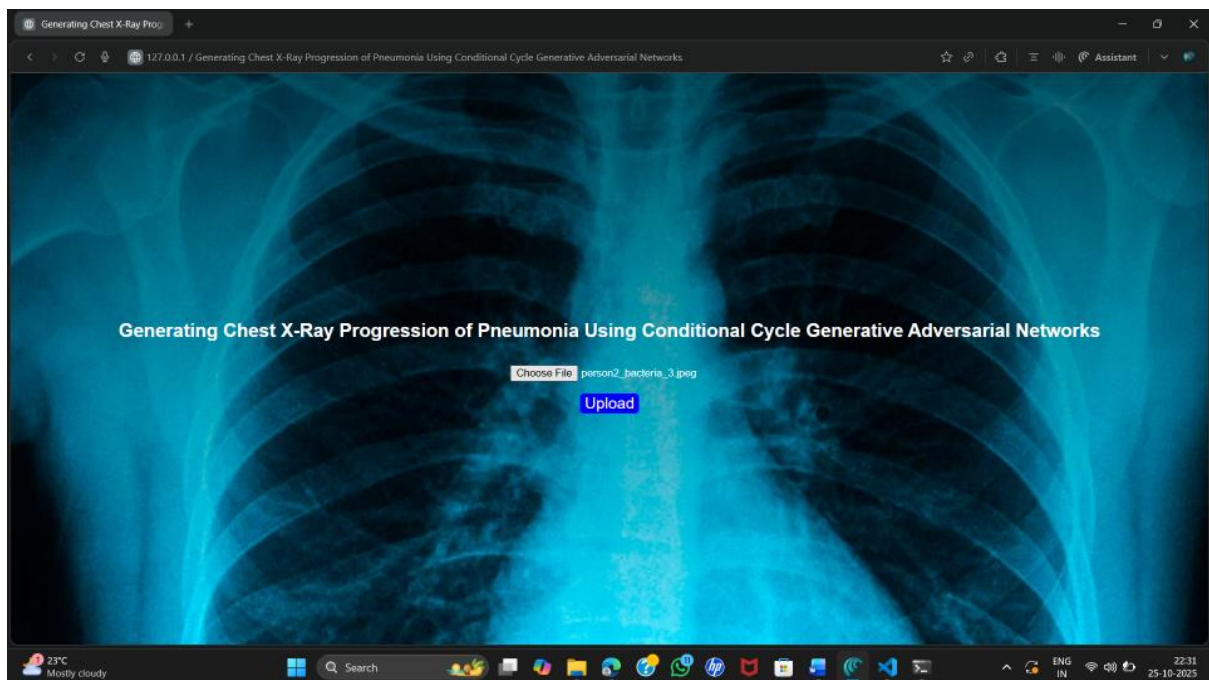 Generating Chest X-Ray Prog
127.0.0.1 / Generating Chest X-Ray Progression of Pneumonia Using Conditional Cycle Generative Adversarial Networks
Assistant
Generating Chest X-Ray Progression of Pneumonia Using Conditional Cycle Generative Adversarial Networks
Choose File person2_bacteria_3.jpeg
Upload
23°C
Mostly cloudy
Search
hp
ENG
IN
22:31
25-10-2025